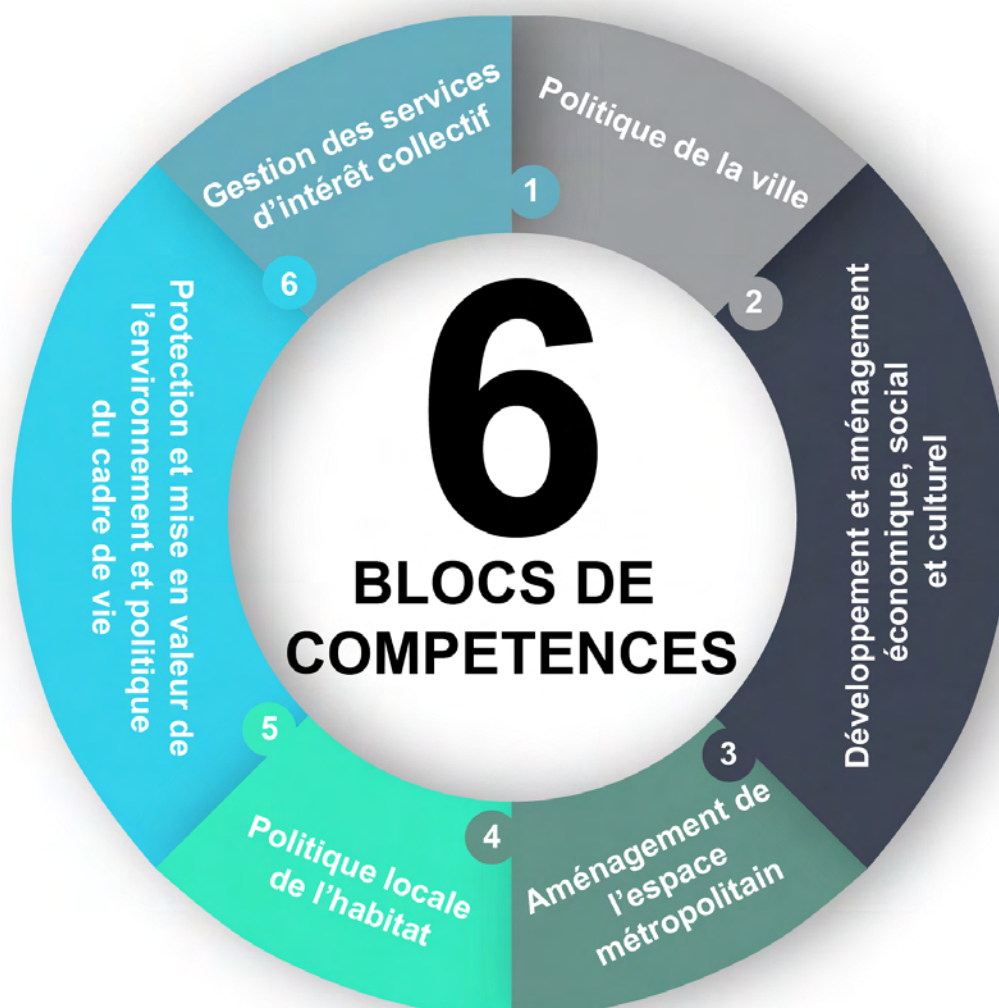 6
BLOCS DE
COMPETENCES
1
Politique de la ville
2
Développement et aménagement
économique, social
et culturel
3
Aménagement de
l'espace
métropolitain
4
Politique locale
de l'habitat
5
Protection et mise en valeur de
l'environnement et politique
du cadre de vie
6
Gestion des services
d'intérêt collectif